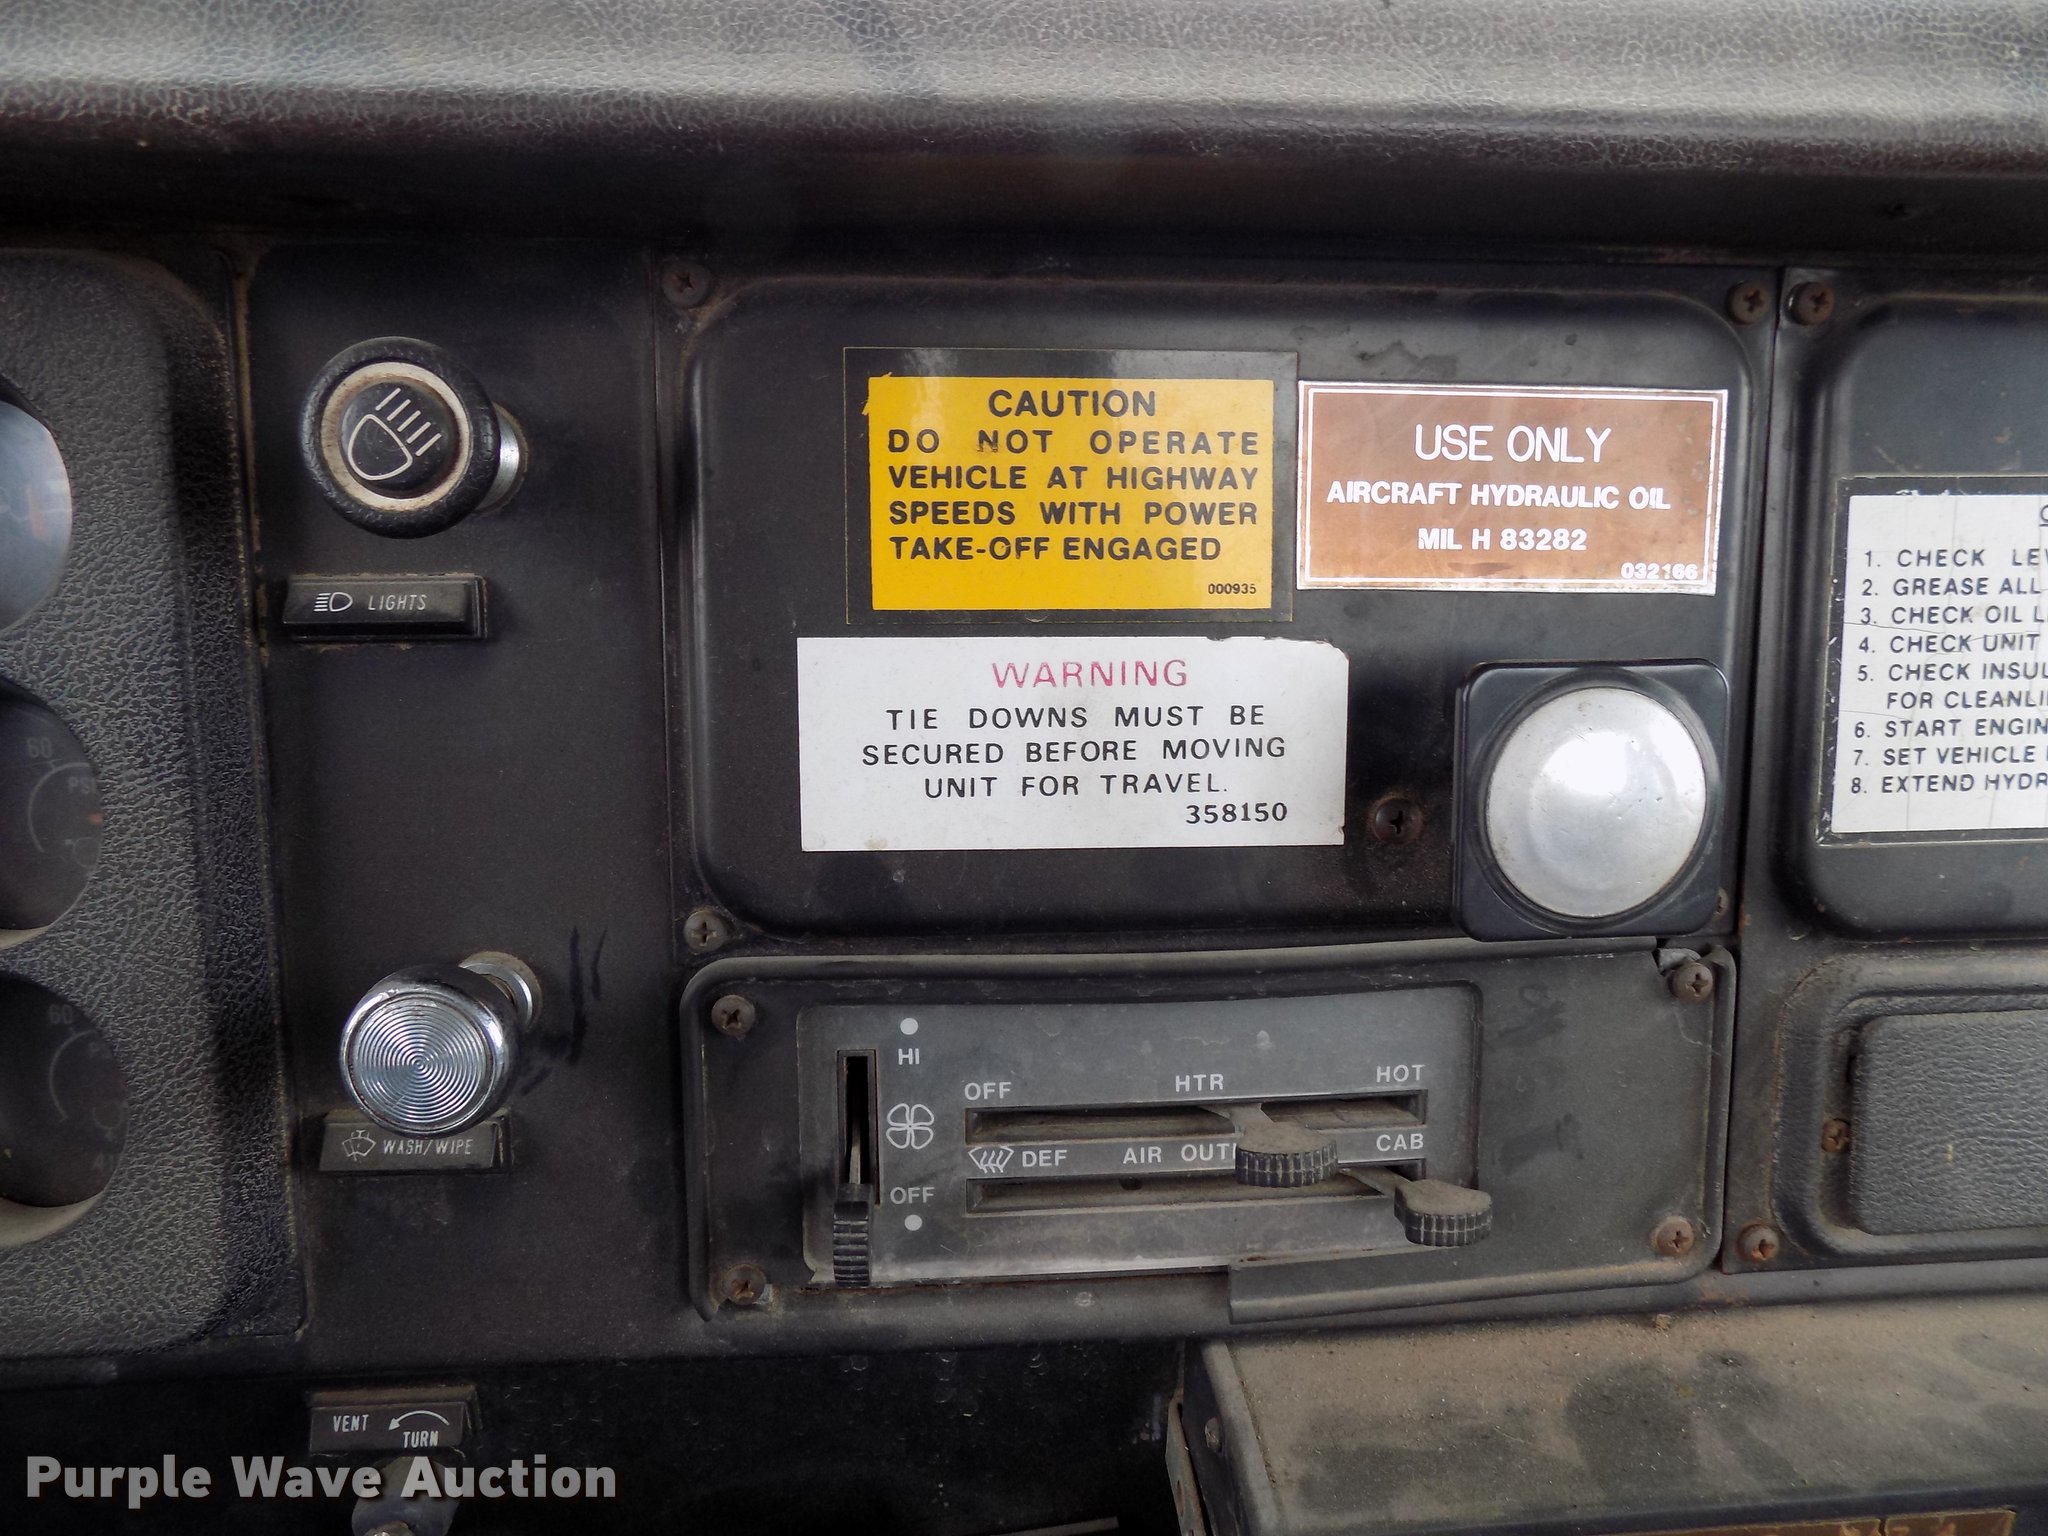 CAUTION
DO NOT OPERATE
VEHICLE AT HIGHWAY
SPEEDS WITH POWER
TAKE-OFF ENGAGED
000935
USE ONLY
AIRCRAFT HYDRAULIC OIL
MIL H 83282
032166
WARNING
TIE DOWNS MUST BE
SECURED BEFORE MOVING
UNIT FOR TRAVEL.
358150
1. CHECK
2. GREASE ALL
3. CHECK OIL
4. CHECK UNIT
5. CHECK
FOR
6. START
7. SET VEHICLE
8. EXTEND
LIGHTS
60
PSI
60
WASH/WIPE
HI
OFF
OFF HTR HOT
DEF AIR CAB
VENT
TURN
Purple Wave Auction